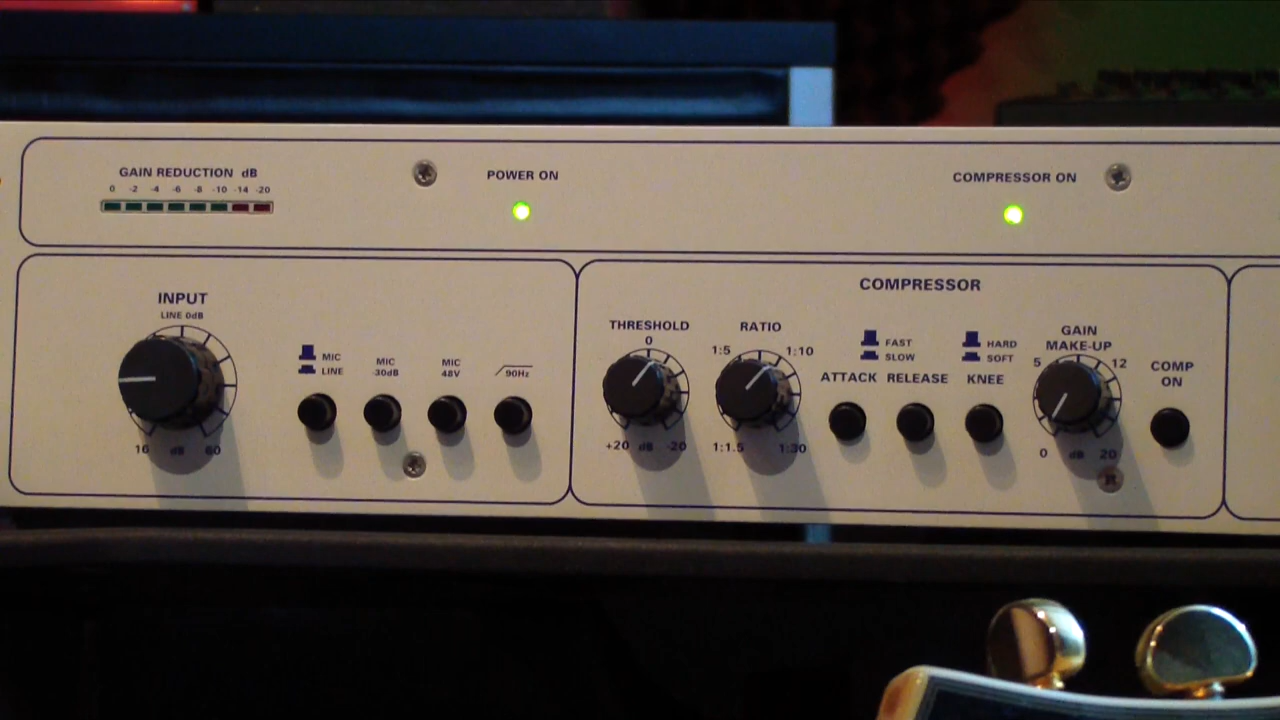 GAIN REDUCTION dB
0 -2 -4 -6 -8 -10 -14 -20
POWER ON
COMPRESSOR ON
INPUT
LINE 0dB
16 dB 60
MIC
LINE
MIC
-30dB
MIC
48V
90Hz
COMPRESSOR
THRESHOLD
0
+20 dB -20
RATIO
1:5 1:10
1:1.5 1:30
FAST
SLOW
ATTACK RELEASE
HARD
SOFT
KNEE
GAIN
MAKE-UP
5 12
0 dB 20
COMP
ON